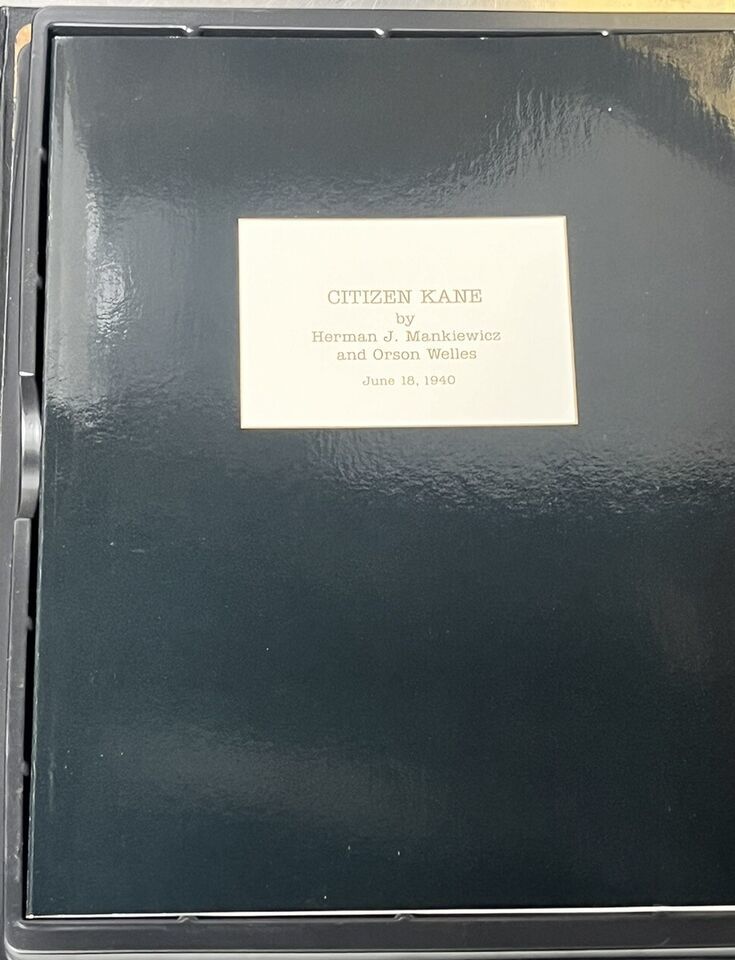 CITIZEN KANE
by
Herman J. Mankiewicz
and Orson Welles
June 18, 1940